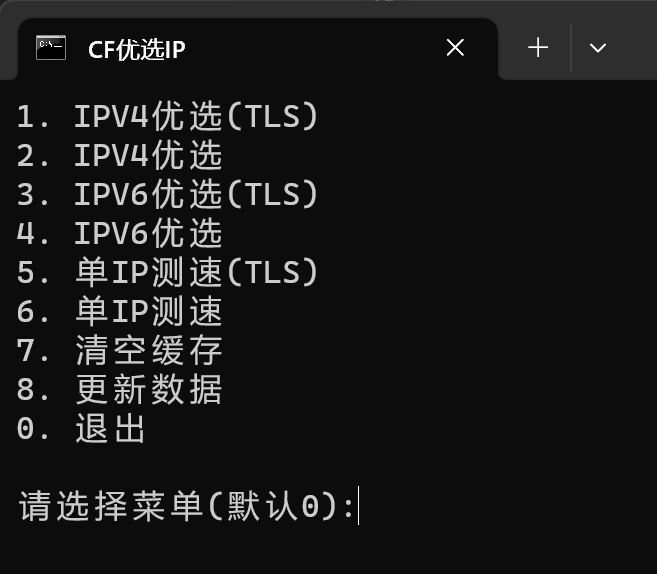 CF优选IP
1. IPV4优选(TLS)
2. IPV4优选
3. IPV6优选(TLS)
4. IPV6优选
5. 单IP测速(TLS)
6. 单IP测速
7. 清空缓存
8. 更新数据
0. 退出
请选择菜单(默认0):